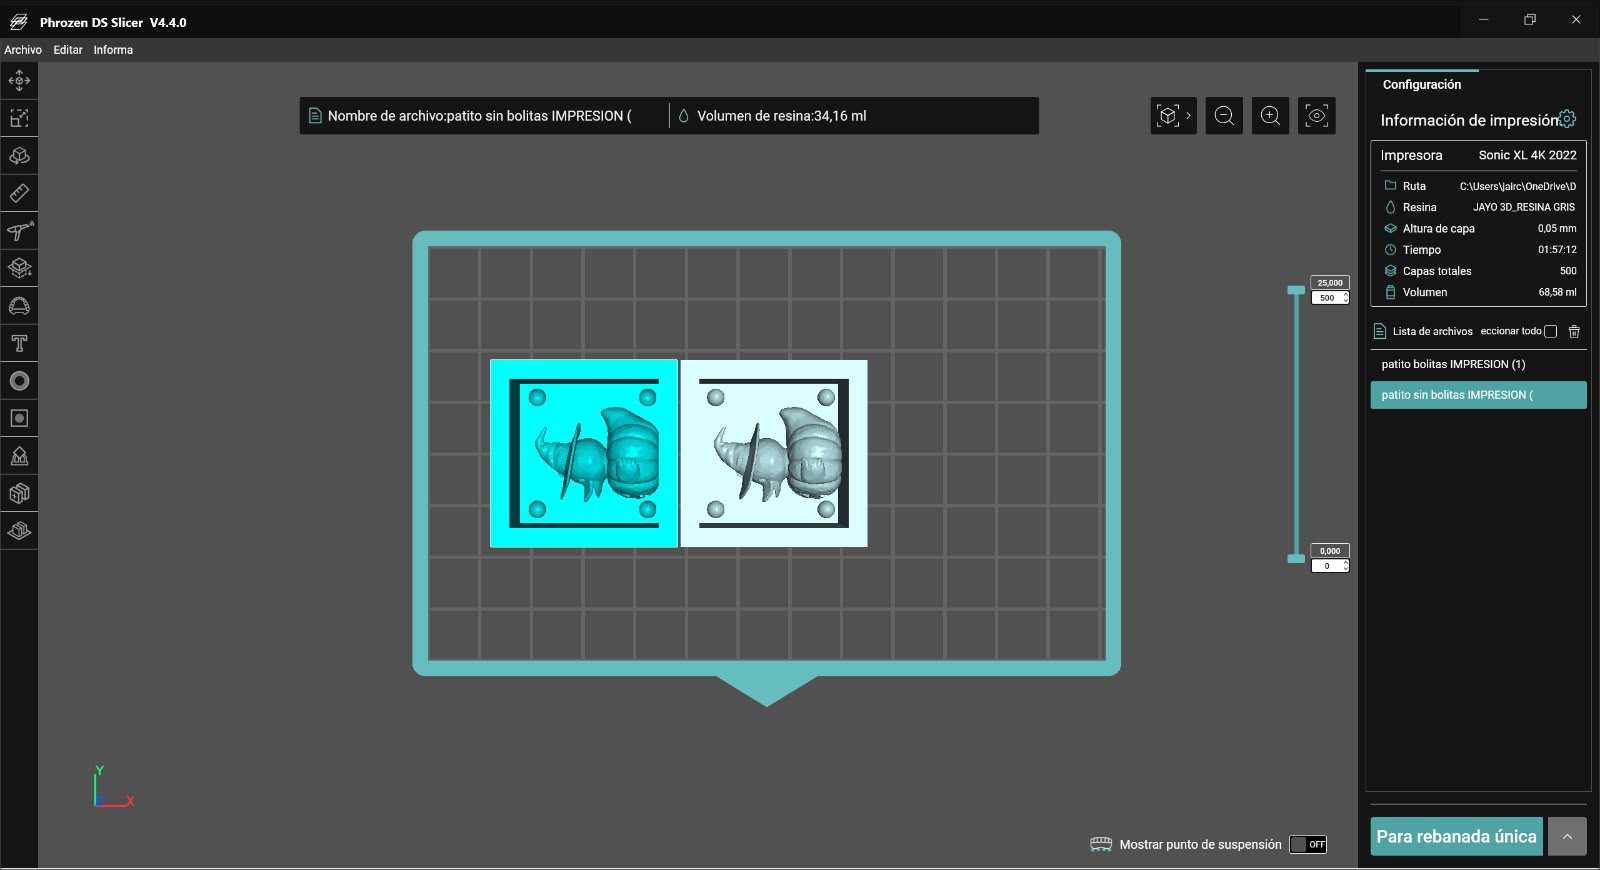 Phrozen DS Slicer V4.4.0
Archivo Editar Informa
Nombre de archivo:patito sin bolitas IMPRESION (
Volumen de resina:34,16 ml
Configuración
Información de impresión
Impresora Sonic XL 4K 2022
Ruta C:\Users\jairc\OneDrive\D
Resina JAYO 3D_RESINA GRIS
Altura de capa 0,05 mm
Tiempo 01:57:12
Capas totales 500
Volumen 68,58 ml
25,000
500
Lista de archivos eccionar todo
patito bolitas IMPRESION (1)
patito sin bolitas IMPRESION (
0,000
0
Y
X
Mostrar punto de suspensión OFF
Para rebanada única